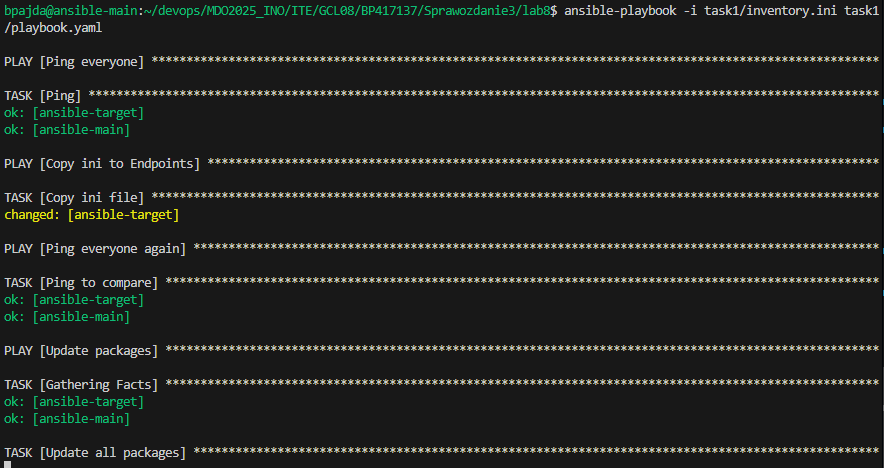 bpajda@ansible-main:~/devops/MDO2025_INO/ITE/GCL08/BP417137/Sprawozdanie3/lab8$ ansible-playbook -i task1/inventory.ini task1
/playbook.yaml
PLAY [Ping everyone] ********************************************************************************************************
TASK [Ping] *****************************************************************************************************************
ok: [ansible-target]
ok: [ansible-main]
PLAY [Copy ini to Endpoints] ************************************************************************************************
TASK [Copy ini file] ********************************************************************************************************
changed: [ansible-target]
PLAY [Ping everyone again] **************************************************************************************************
TASK [Ping to compare] ******************************************************************************************************
ok: [ansible-target]
ok: [ansible-main]
PLAY [Update packages] ******************************************************************************************************
TASK [Gathering Facts] ******************************************************************************************************
ok: [ansible-target]
ok: [ansible-main]
TASK [Update all packages] **************************************************************************************************